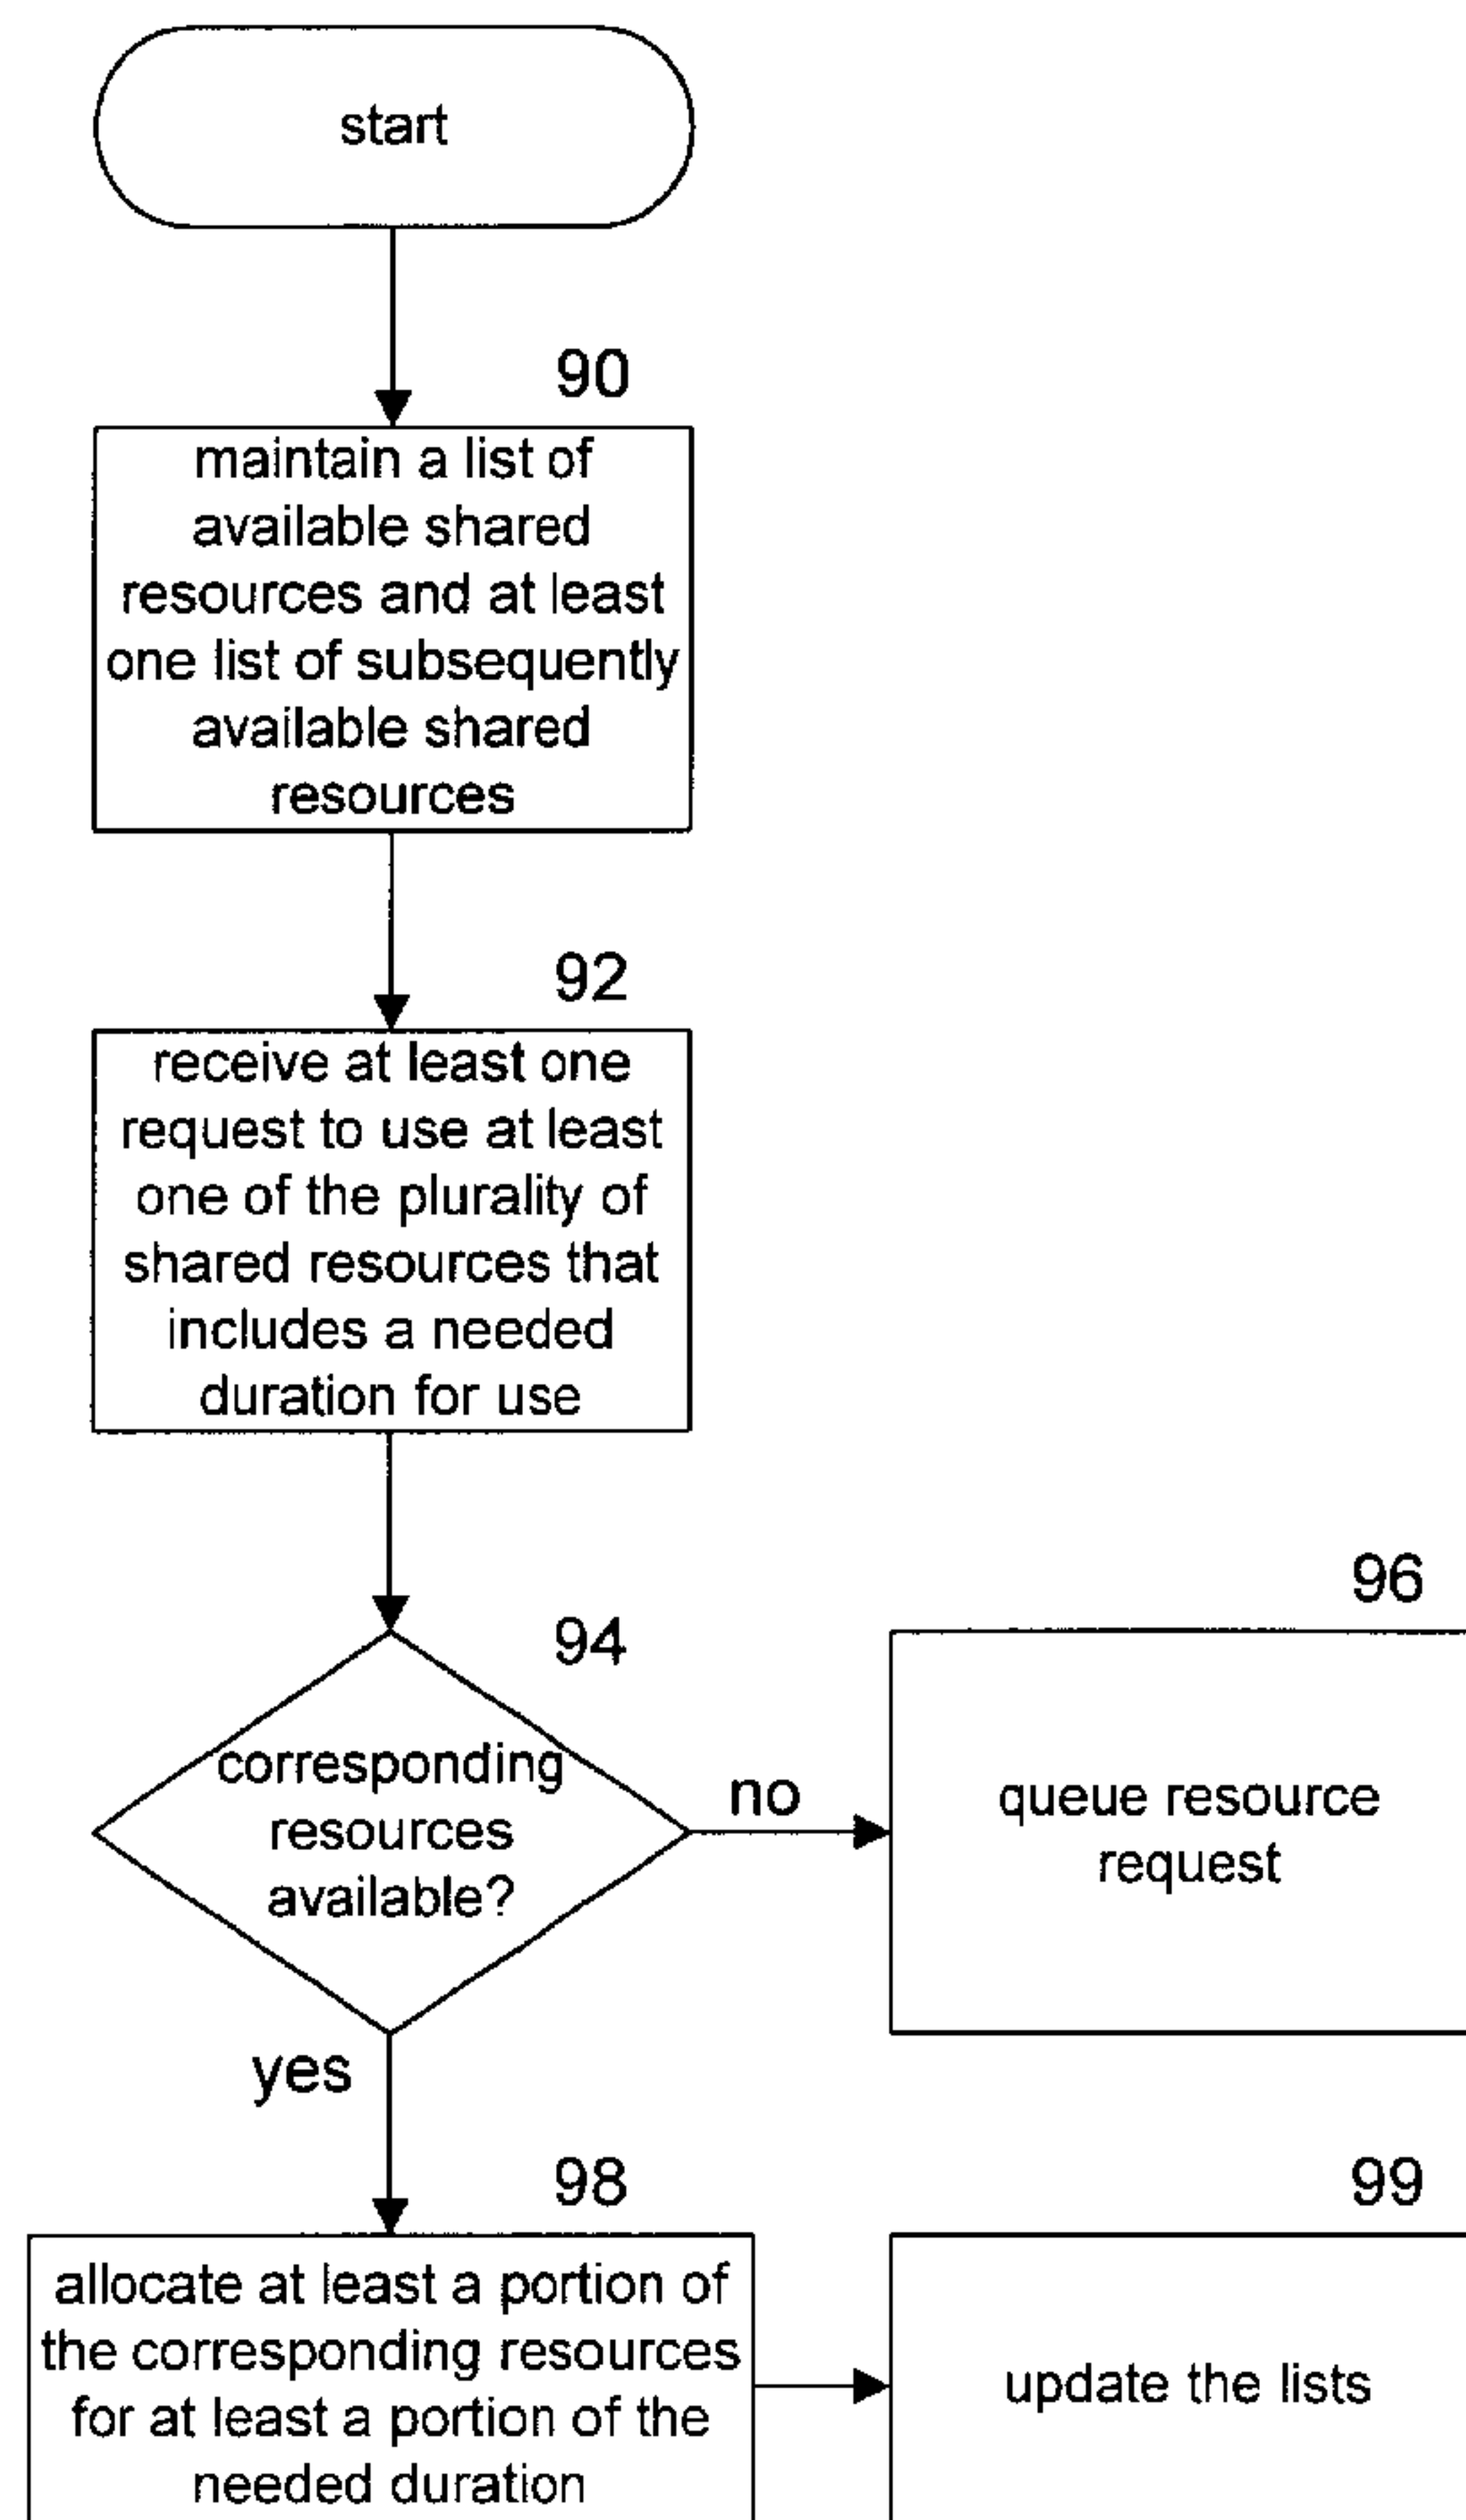 start
90
maintain a list of
available shared
resources and at least
one list of subsequently
available shared
resources
92
receive at least one
request to use at least
one of the plurality of
shared resources that
includes a needed
duration for use
94
corresponding
resources
available?
no
96
queue resource
request
yes
98
allocate at least a portion of
the corresponding resources
for at least a portion of the
needed duration
99
update the lists